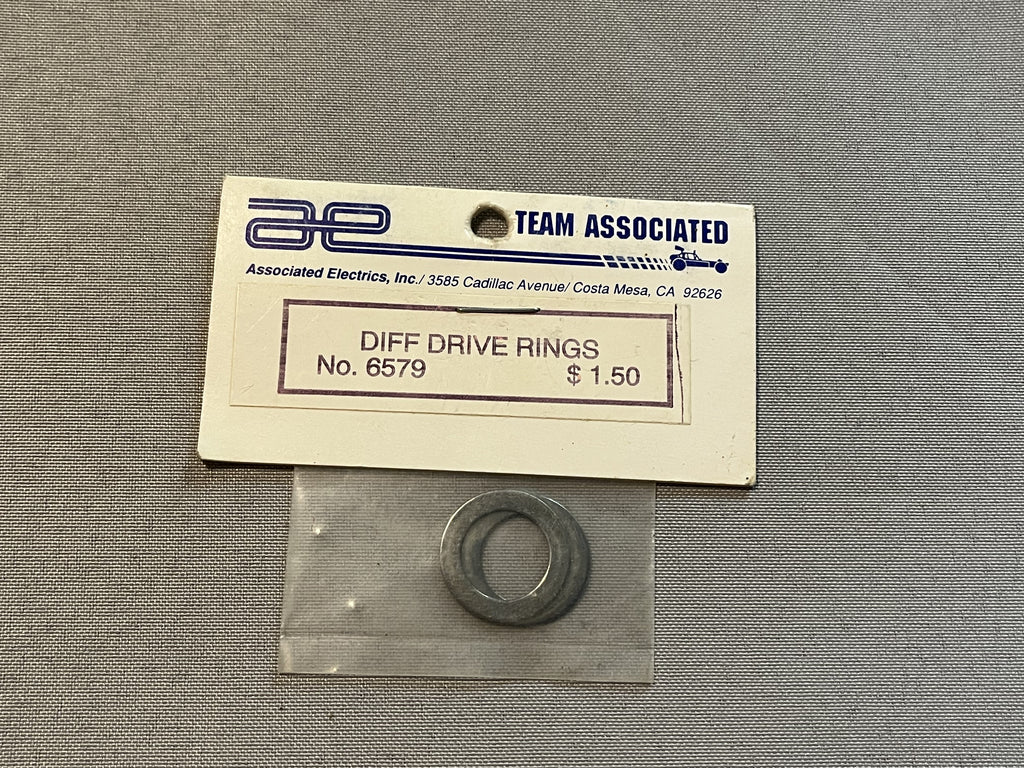 ae
TEAM ASSOCIATED
Associated Electrics, Inc./ 3585 Cadillac Avenue/ Costa Mesa, CA 92626
DIFF DRIVE RINGS
No. 6579 $ 1.50